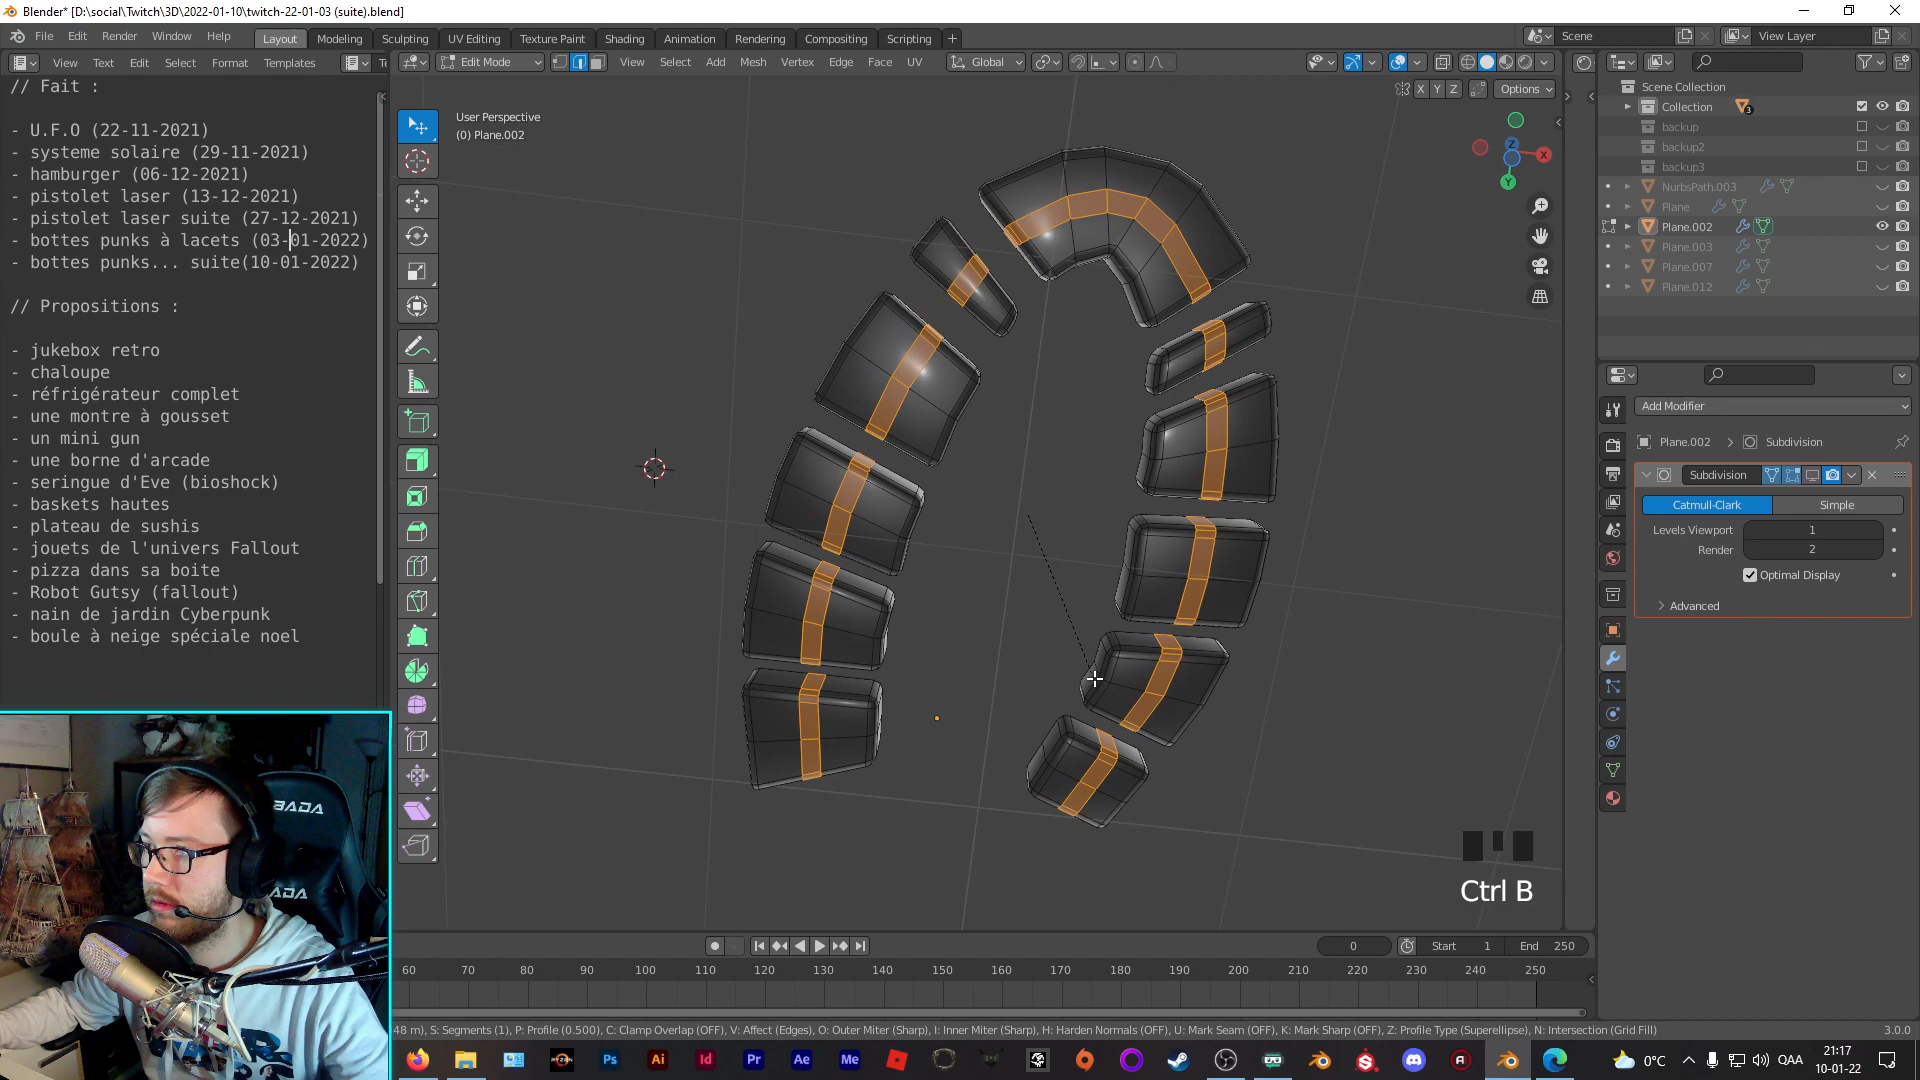 Blender* [D:\social\Twitch\3D\2022-01-10\twitch-22-01-03 (suite).blend]
File Edit Render Window Help Layout Modeling Sculpting UV Editing Texture Paint Shading Animation Rendering Compositing Scripting + Scene View Layer
View Text Edit Select Format Templates
Edit Mode View Select Add Mesh Vertex Edge Face UV Global
X Y Z Options
// Fait :
- U.F.O (22-11-2021)
- systeme solaire (29-11-2021)
- hamburger (06-12-2021)
- pistolet laser (13-12-2021)
- pistolet laser suite (27-12-2021)
- bottes punks à lacets (03-01-2022)
- bottes punks... suite(10-01-2022)
// Propositions :
- jukebox retro
- chaloupe
- réfrigérateur complet
- une montre à gousset
- un mini gun
- une borne d'arcade
- seringue d'Eve (bioshock)
- baskets hautes
- plateau de sushis
- jouets de l'univers Fallout
- pizza dans sa boite
- Robot Gutsy (fallout)
- nain de jardin Cyberpunk
- boule à neige spéciale noel
User Perspective
(0) Plane.002
Z
X
Y
Ctrl B
Scene Collection
Collection 3
backup
backup2
backup3
NurbsPath.003
Plane
Plane.002
Plane.003
Plane.007
Plane.012
Add Modifier
Plane.002 > Subdivision
Subdivision
Catmull-Clark Simple
Levels Viewport 1
Render 2
Optimal Display
Advanced
0 Start 1 End 250
60 70 80 90 100 110 120 130 140 150 160 170 180 190 200 210 220 230 240 250
48 m), S: Segments (1), P: Profile (0.500), C: Clamp Overlap (OFF), V: Affect (Edges), O: Outer Miter (Sharp), I: Inner Miter (Sharp), H: Harden Normals (OFF), U: Mark Seam (OFF), K: Mark Sharp (OFF), Z: Profile Type (Superellipse), N: Intersection (Grid Fill) 3.0.0
BADA
RYZEN Ps Ai Id Pr Ae Me
0°C QAA 21:17
10-01-22